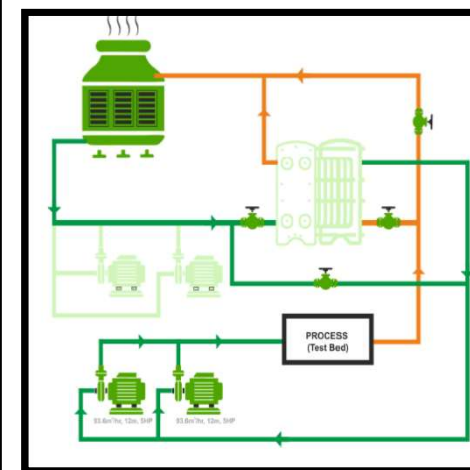 PROCESS
(Test Bed)
93.6m³/hr, 12m, 5HP 93.6m³/hr, 12m, 5HP